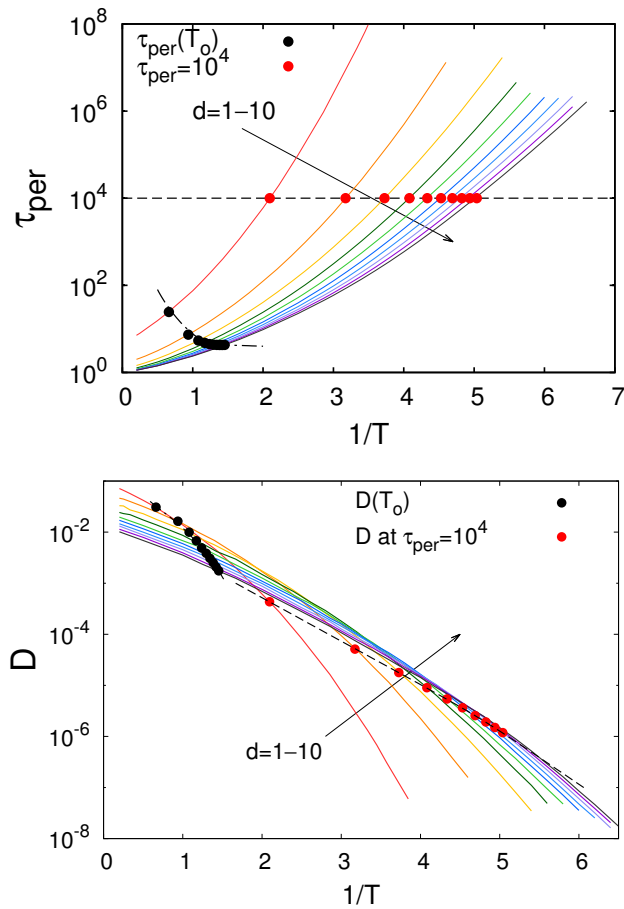 10^8
10^6
10^4
10^2
10^0
τ_per
τ_per(T_o)
τ_per=10^4
d=1−10
0 1 2 3 4 5 6 7
1/T
10^-2
10^-4
10^-6
10^-8
D
D(T_o)
D at τ_per=10^4
d=1−10
0 1 2 3 4 5 6
1/T